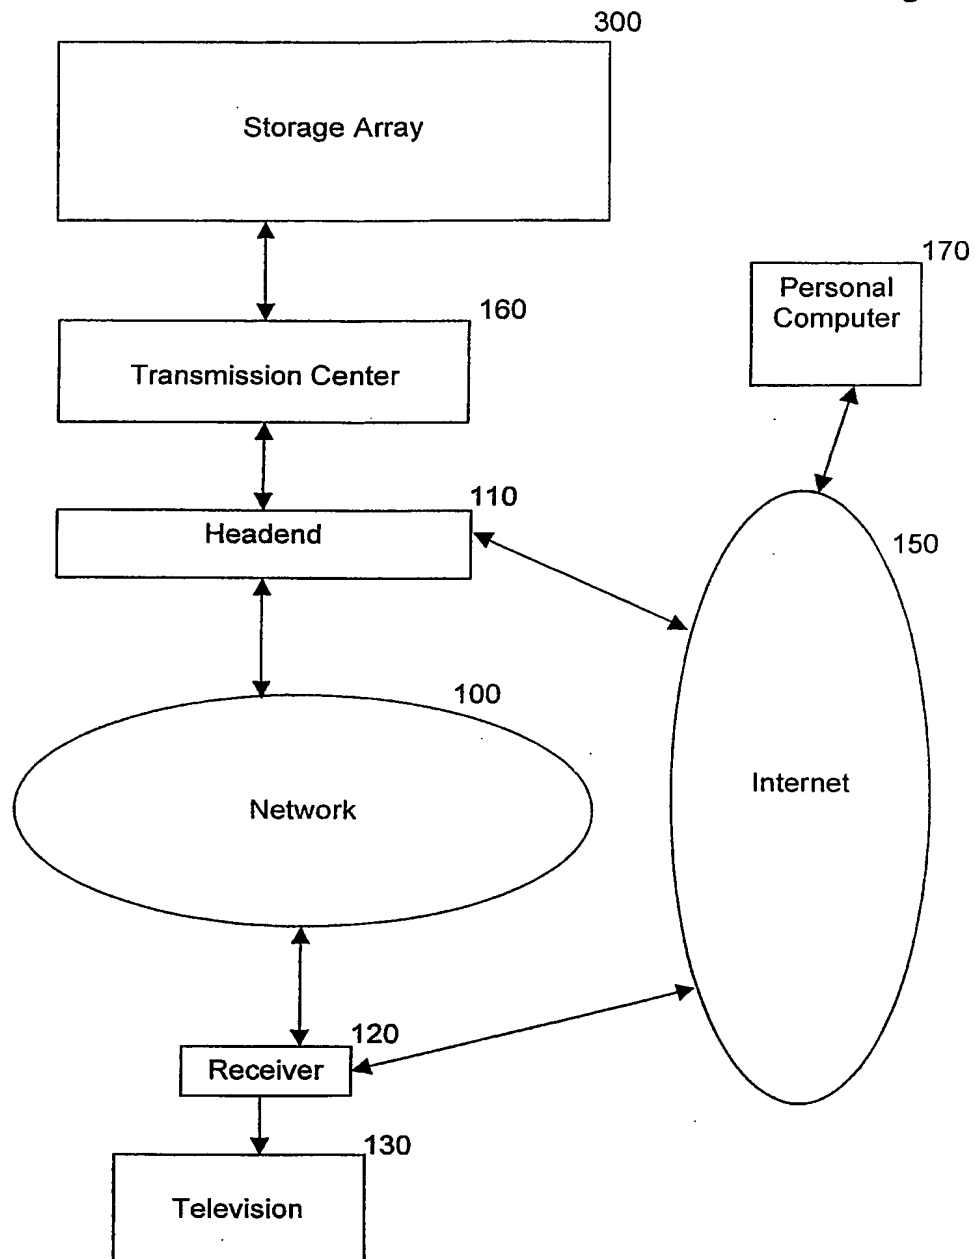 300
Storage Array
170
Personal
Computer
160
Transmission Center
110
Headend
150
100
Internet
Network
120
Receiver
130
Television